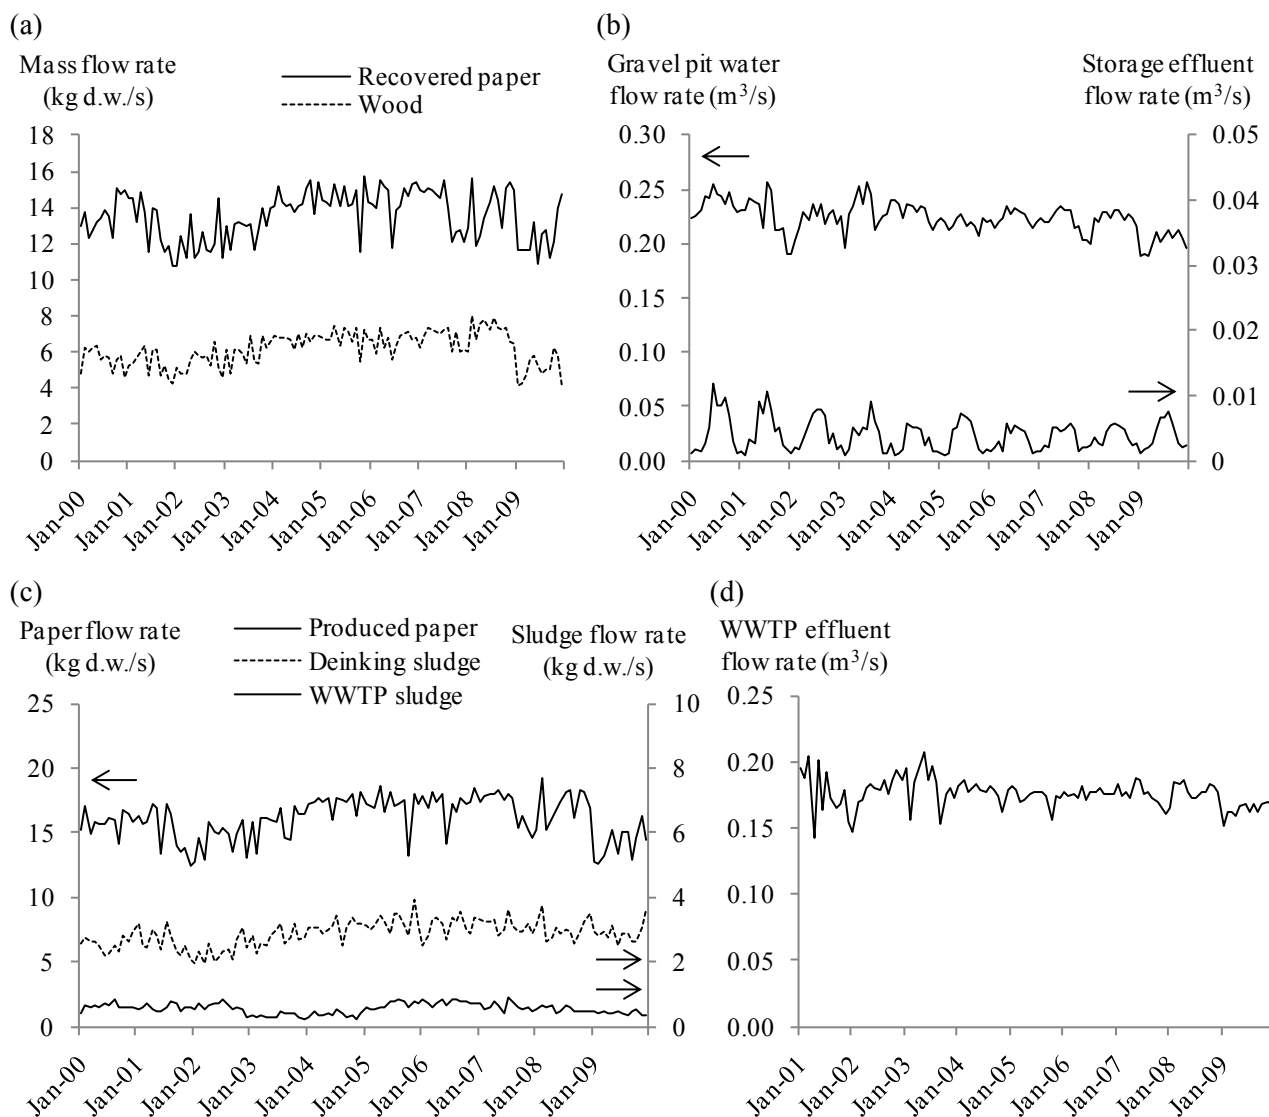 (a)
Mass flow rate
(kg d.w./s)
Recovered paper
Wood
18
16
14
12
10
8
6
4
2
0
Jan-00
Jan-01
Jan-02
Jan-03
Jan-04
Jan-05
Jan-06
Jan-07
Jan-08
Jan-09
(b)
Gravel pit water
flow rate (m³/s)
Storage effluent
flow rate (m³/s)
0.30
0.25
0.20
0.15
0.10
0.05
0.00
0.05
0.04
0.03
0.02
0.01
0
Jan-00
Jan-01
Jan-02
Jan-03
Jan-04
Jan-05
Jan-06
Jan-07
Jan-08
Jan-09
(c)
Paper flow rate
(kg d.w./s)
Produced paper
Deinking sludge
WWTP sludge
Sludge flow rate
(kg d.w./s)
25
20
15
10
5
0
10
8
6
4
2
0
Jan-00
Jan-01
Jan-02
Jan-03
Jan-04
Jan-05
Jan-06
Jan-07
Jan-08
Jan-09
(d)
WWTP effluent
flow rate (m³/s)
0.25
0.20
0.15
0.10
0.05
0.00
Jan-01
Jan-02
Jan-03
Jan-04
Jan-05
Jan-06
Jan-07
Jan-08
Jan-09